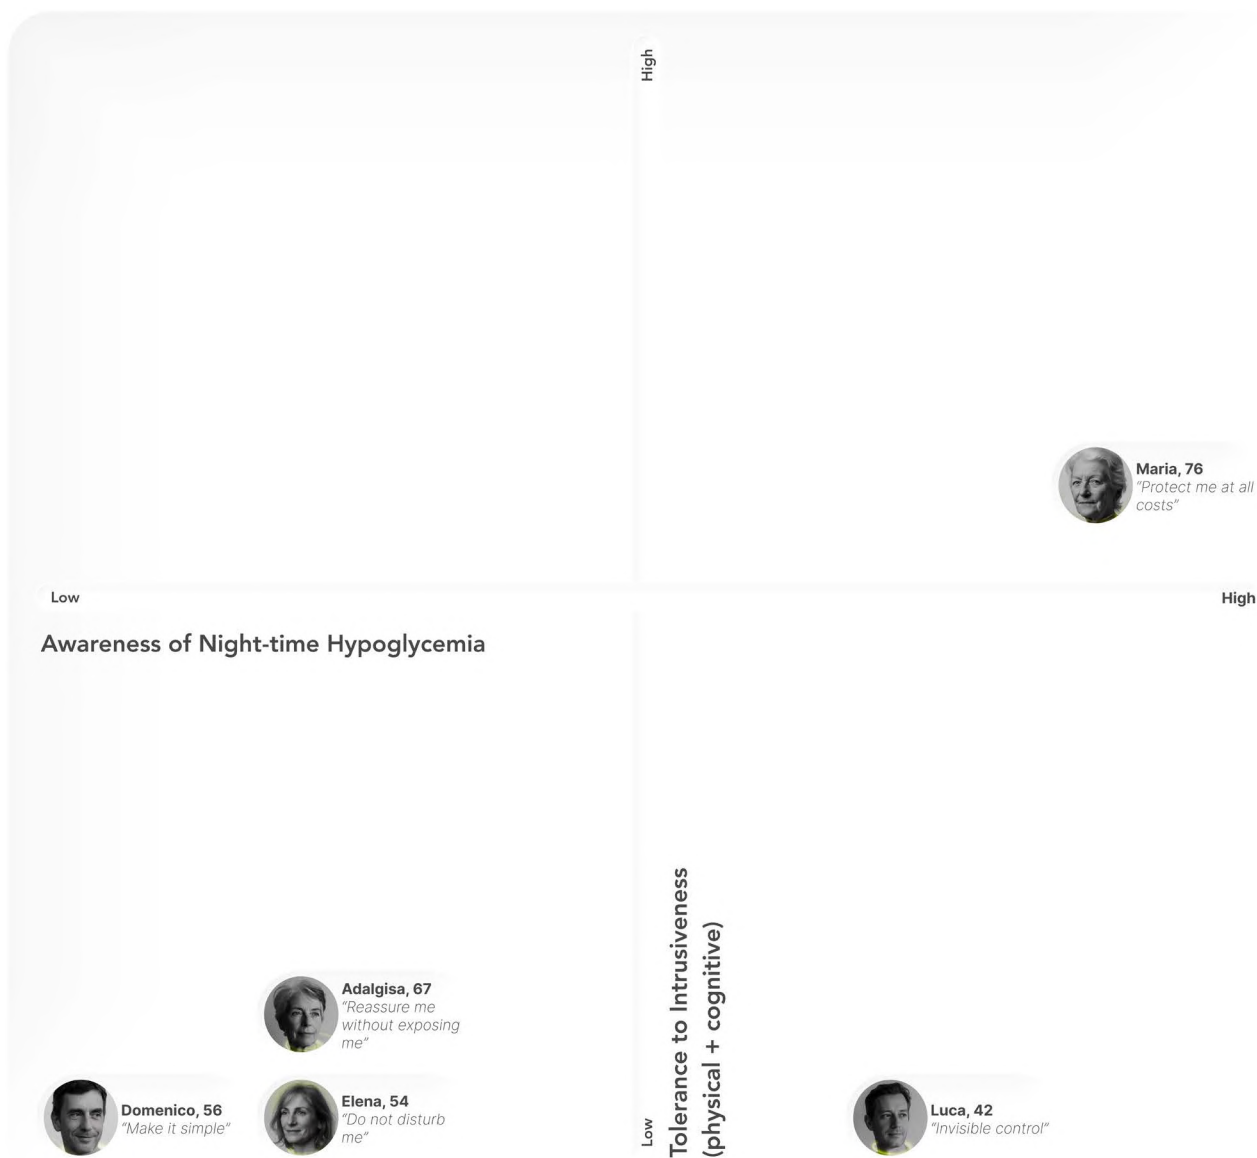 High
Maria, 76
“Protect me at all
costs”
Low
High
Awareness of Night-time Hypoglycemia
Tolerance to Intrusiveness
(physical + cognitive)
Low
Adalgisa, 67
“Reassure me
without exposing
me”
Domenico, 56
“Make it simple”
Elena, 54
“Do not disturb
me”
Luca, 42
“Invisible control”